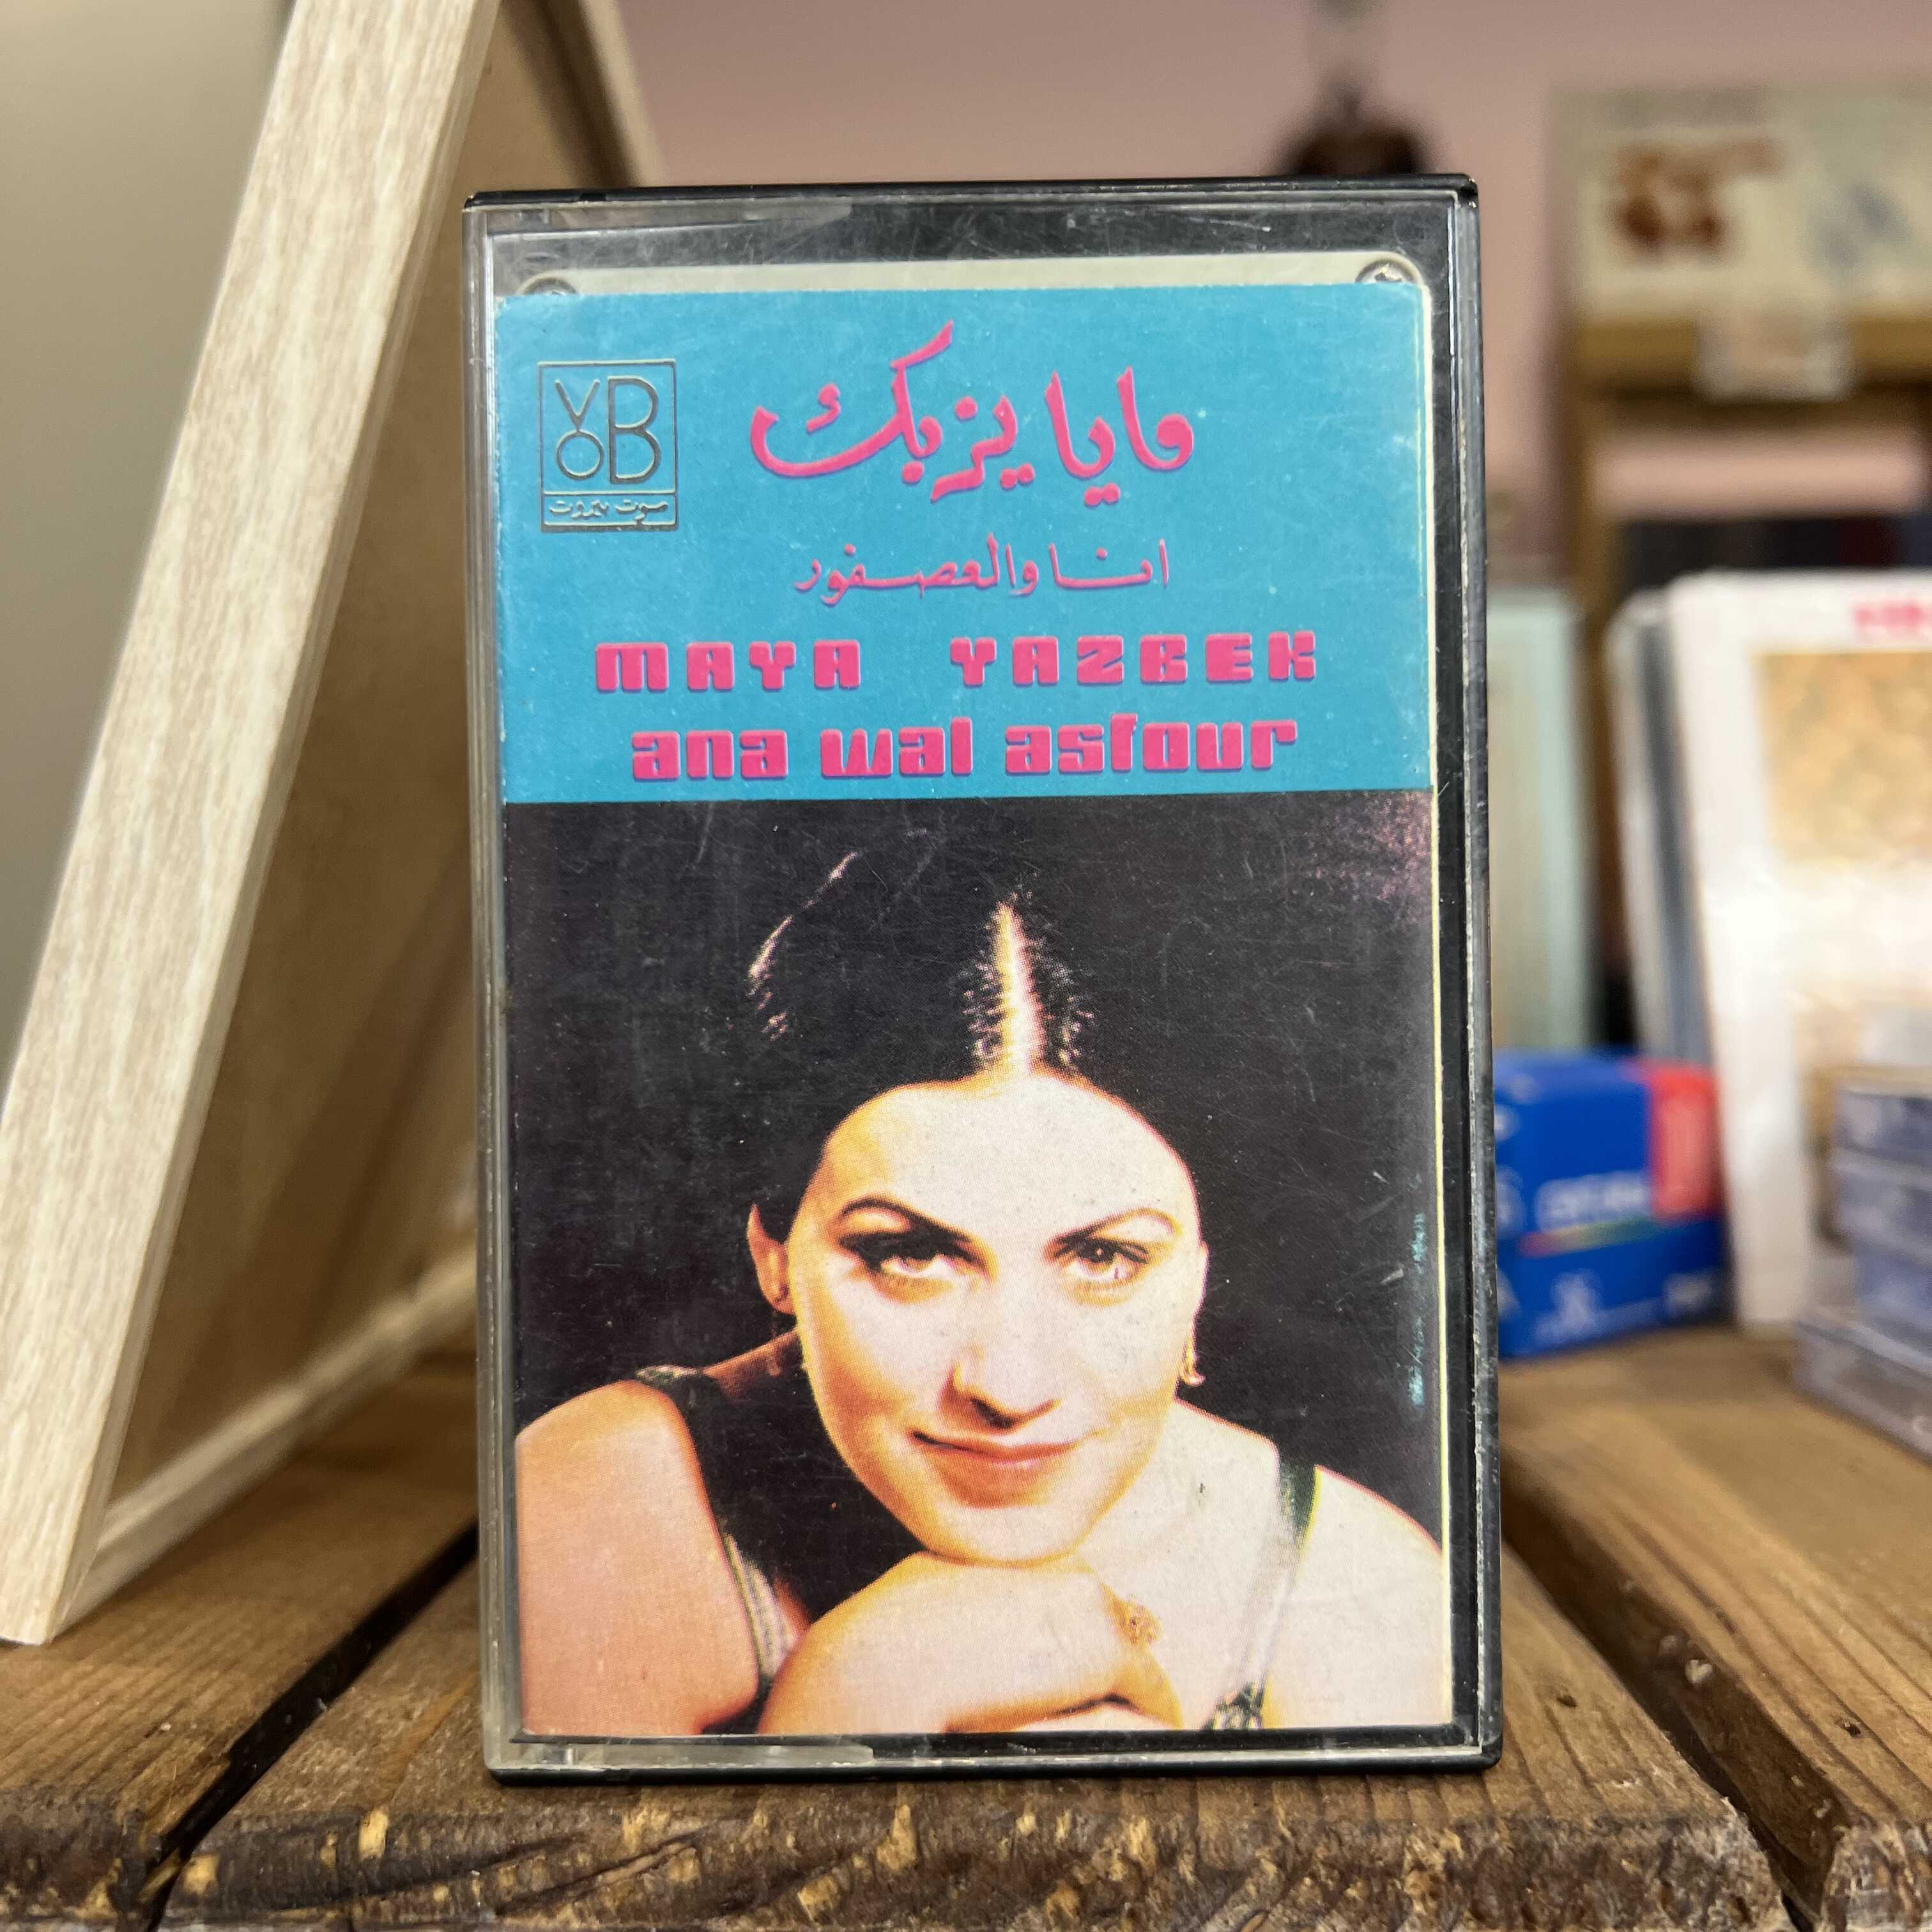 VOB
صوت بيروت
مايا يزبك
انا والعصفور
MAYA YAZBEK
ana wal asfour